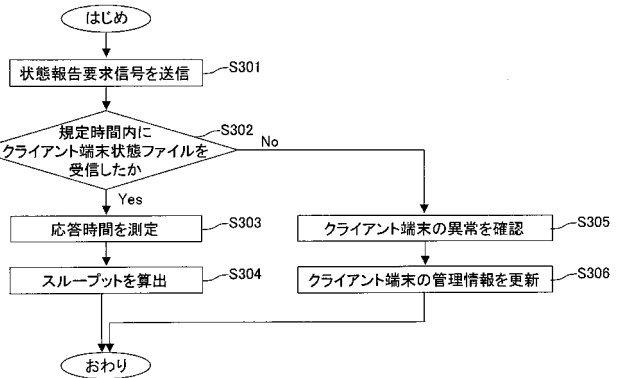 はじめ
状態報告要求信号を送信
S301
規定時間内に
クライアント端末状態ファイルを
受信したか
S302
No
Yes
応答時間を測定
S303
クライアント端末の異常を確認
S305
スループットを算出
S304
クライアント端末の管理情報を更新
S306
おわり